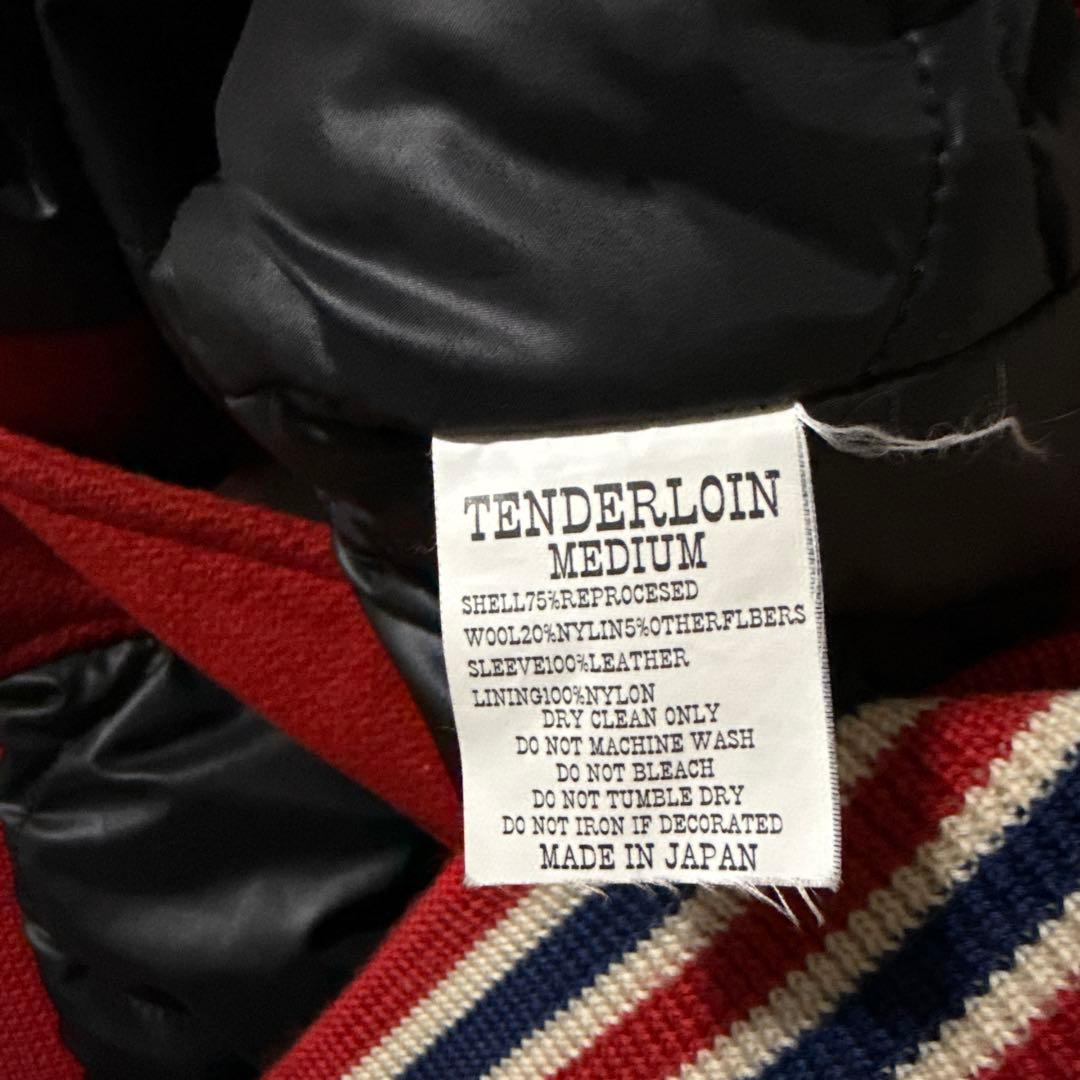 TENDERLOIN
MEDIUM
SHELL75%REPROCESED
WOOL20%NYLIN5%OTHERFLBERS
SLEEVE100%LEATHER
LINING100%NYLON
DRY CLEAN ONLY
DO NOT MACHINE WASH
DO NOT BLEACH
DO NOT TUMBLE DRY
DO NOT IRON IF DECORATED
MADE IN JAPAN